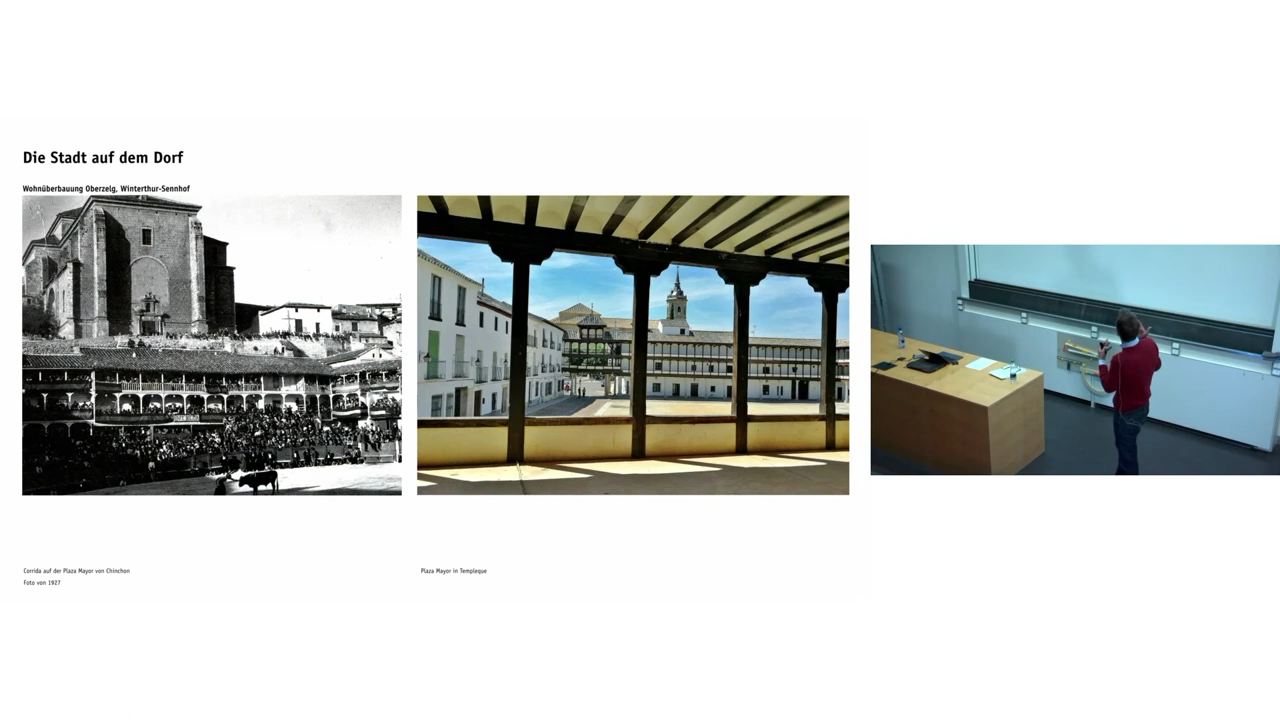 Die Stadt auf dem Dorf
Wohnüberbauung Oberzelg, Winterthur-Sennhof
Corrida auf der Plaza Mayor von Chinchon
Foto von 1927
Plaza Mayor in Templeque